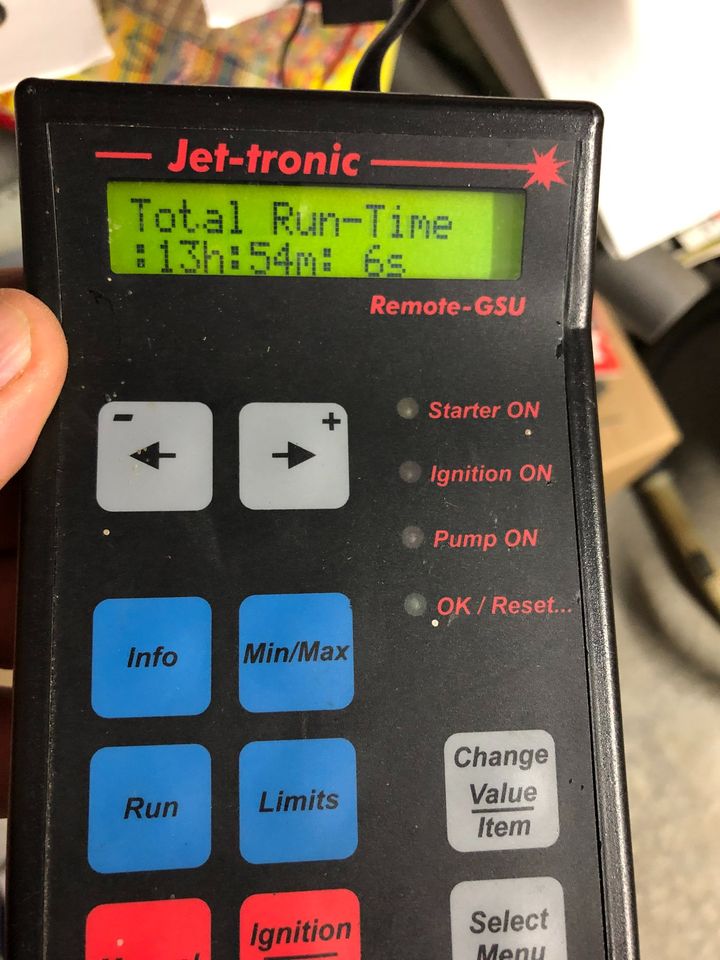 Jet-tronic
Total Run-Time
:13h:54m: 6s
Remote-GSU
- +
Starter ON
Ignition ON
Pump ON
OK / Reset...
Info
Min/Max
Run
Limits
Change
Value
Item
Ignition
Select
Menu